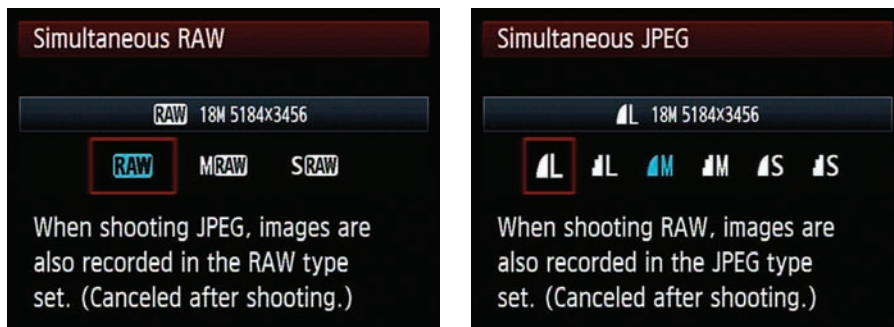 Simultaneous RAW
RAW 18M 5184x3456
RAW MRAW SRAW
When shooting JPEG, images are
also recorded in the RAW type
set. (Canceled after shooting.)
Simultaneous JPEG
L 18M 5184x3456
L L M M S S
When shooting RAW, images are
also recorded in the JPEG type
set. (Canceled after shooting.)